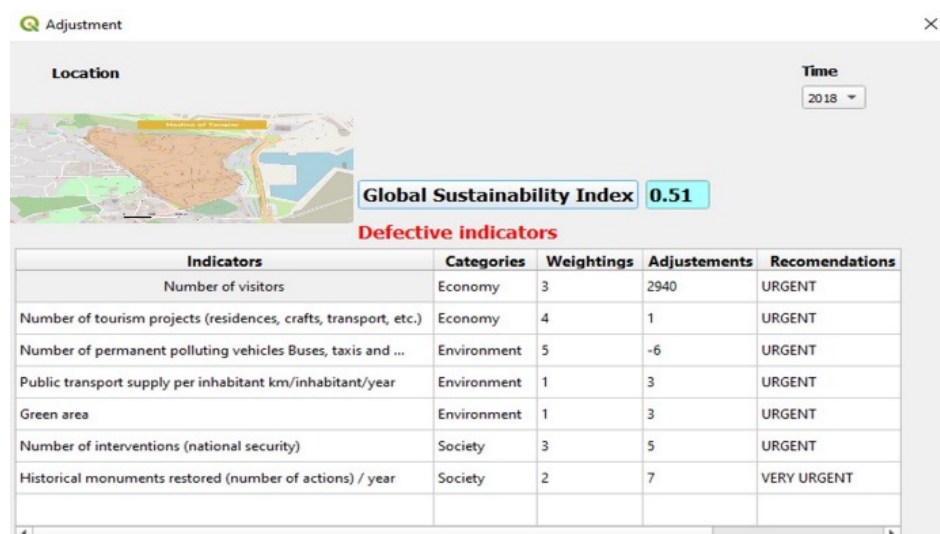 Adjustment
Location
Time
2018
Medina of Tangier
Global Sustainability Index 0.51
Defective indicators
Indicators Categories Weightings Adjustements Recomendations
Number of visitors Economy 3 2940 URGENT
Number of tourism projects (residences, crafts, transport, etc.) Economy 4 1 URGENT
Number of permanent polluting vehicles Buses, taxis and ... Environment 5 -6 URGENT
Public transport supply per inhabitant km/inhabitant/year Environment 1 3 URGENT
Green area Environment 1 3 URGENT
Number of interventions (national security) Society 3 5 URGENT
Historical monuments restored (number of actions) / year Society 2 7 VERY URGENT